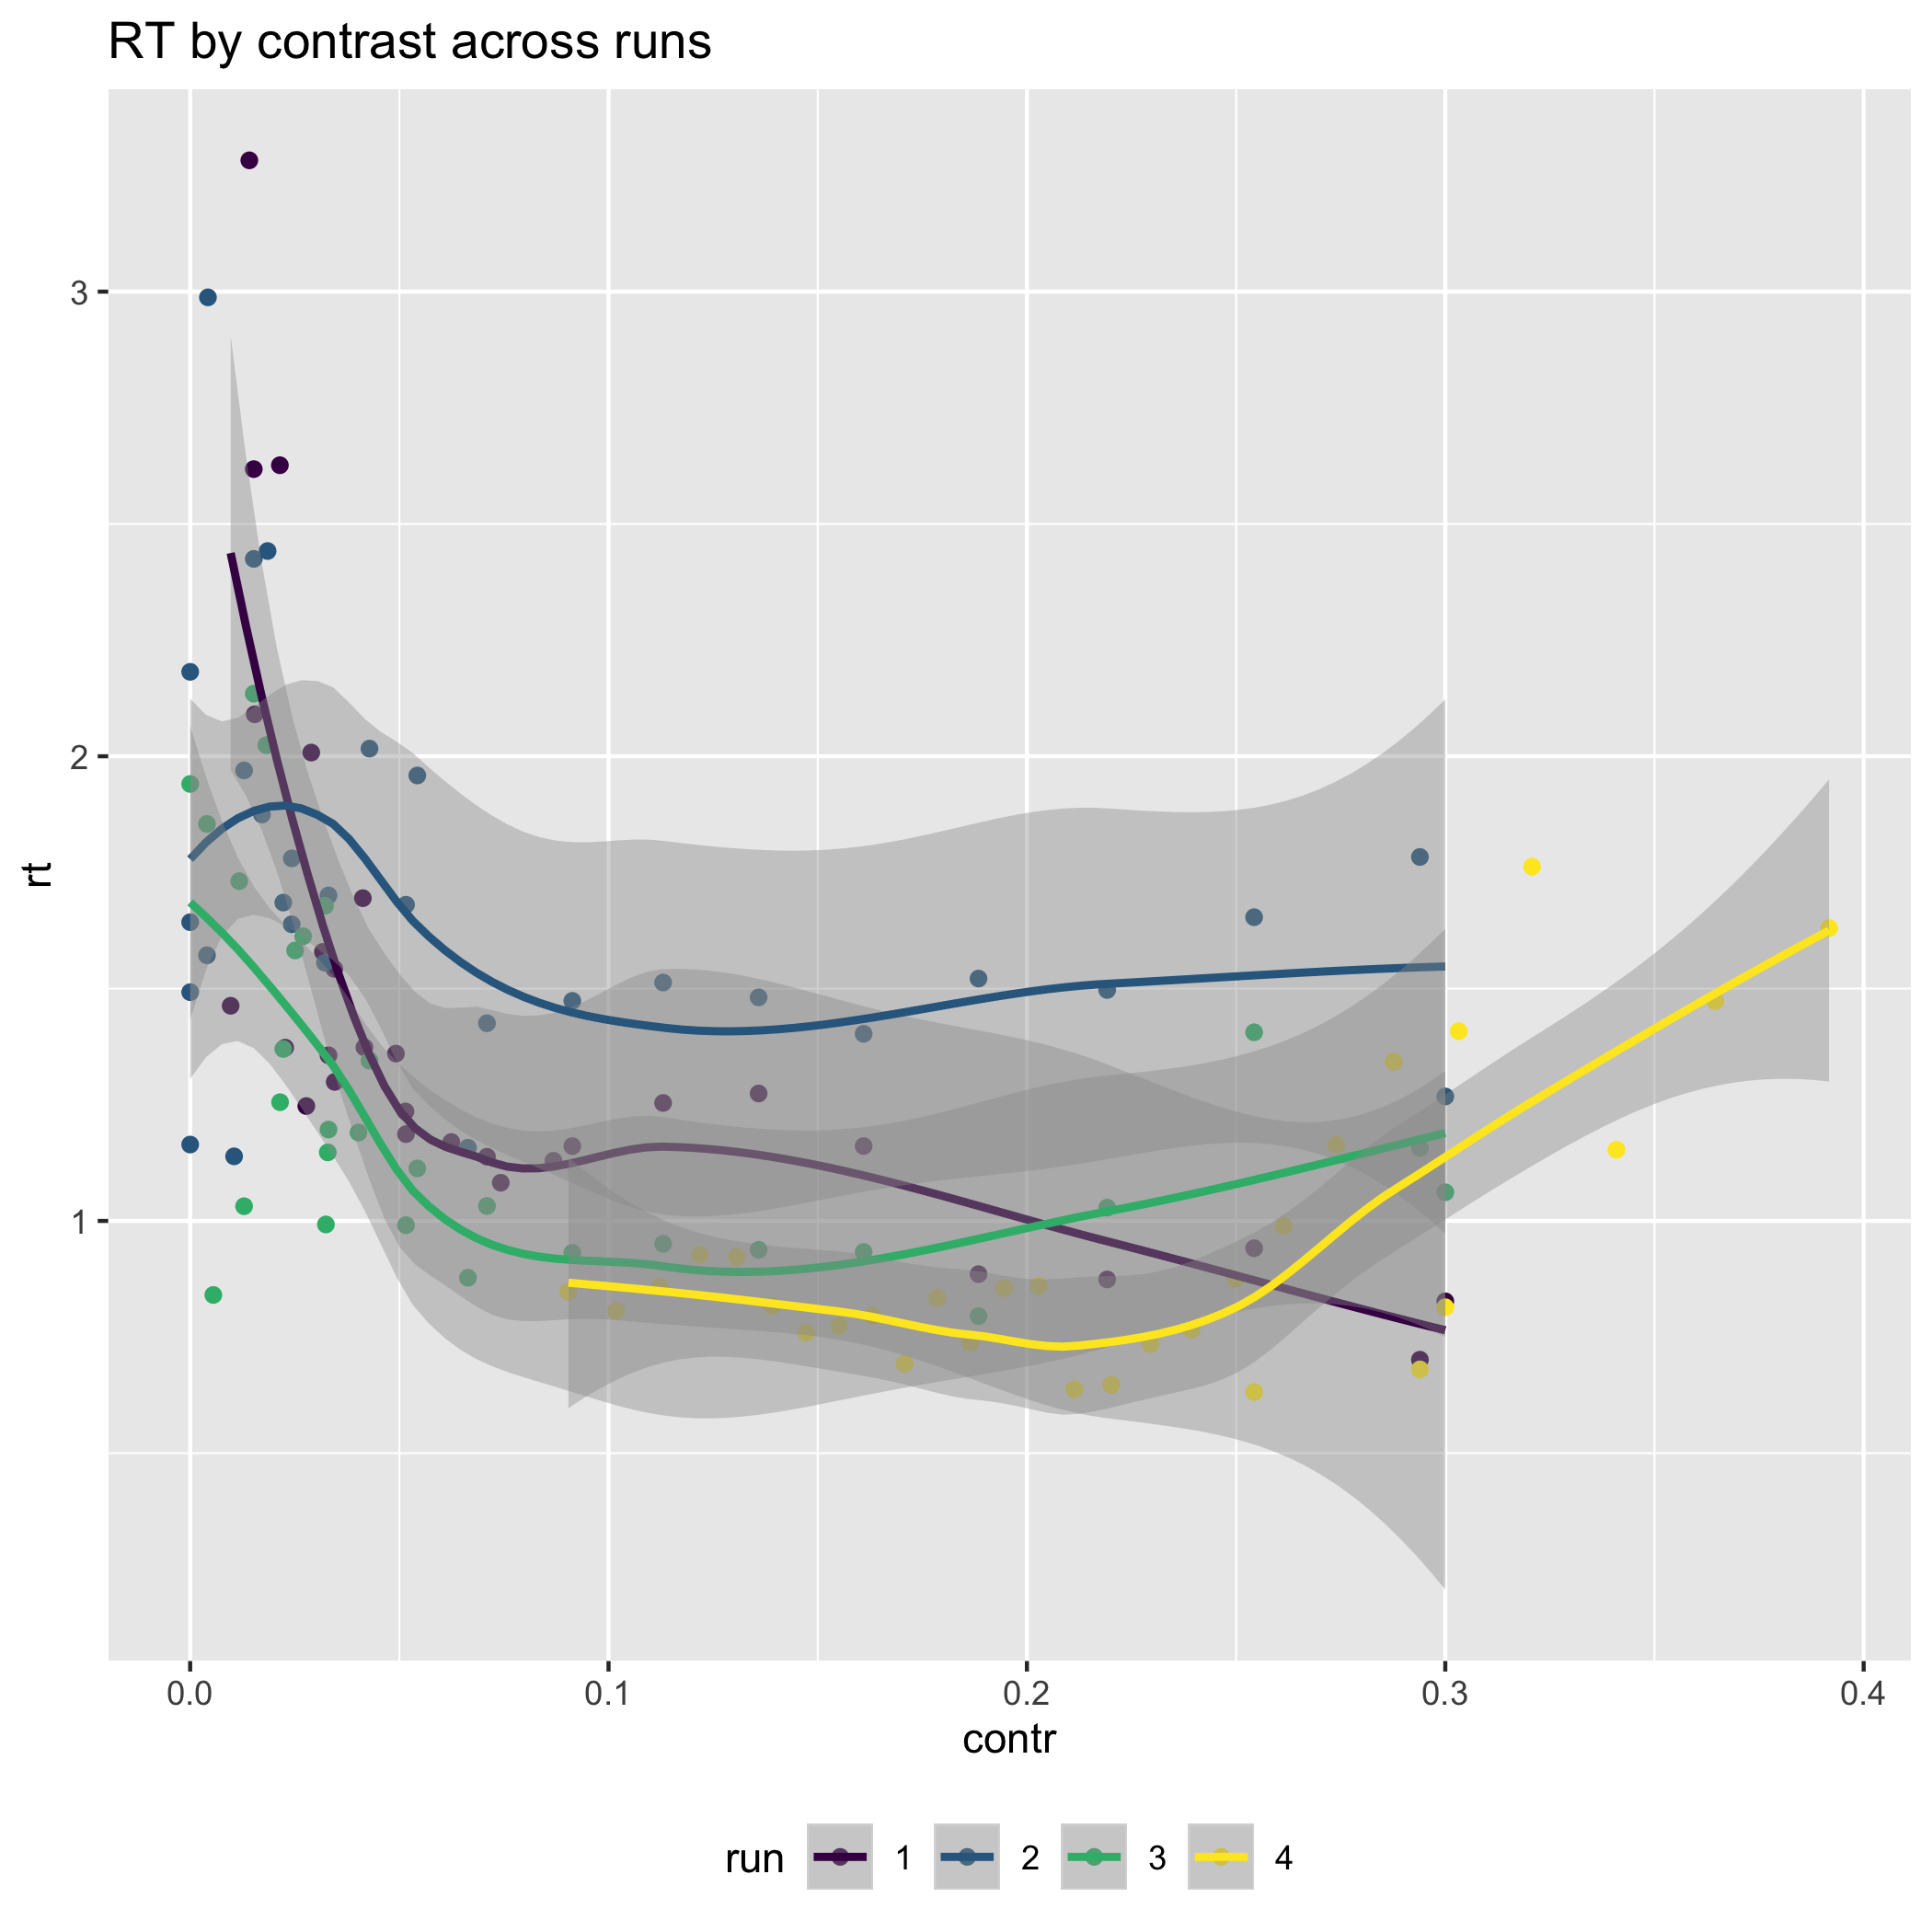 RT by contrast across runs
3
2
1
rt
0.0 0.1 0.2 0.3 0.4
contr
run 1 2 3 4